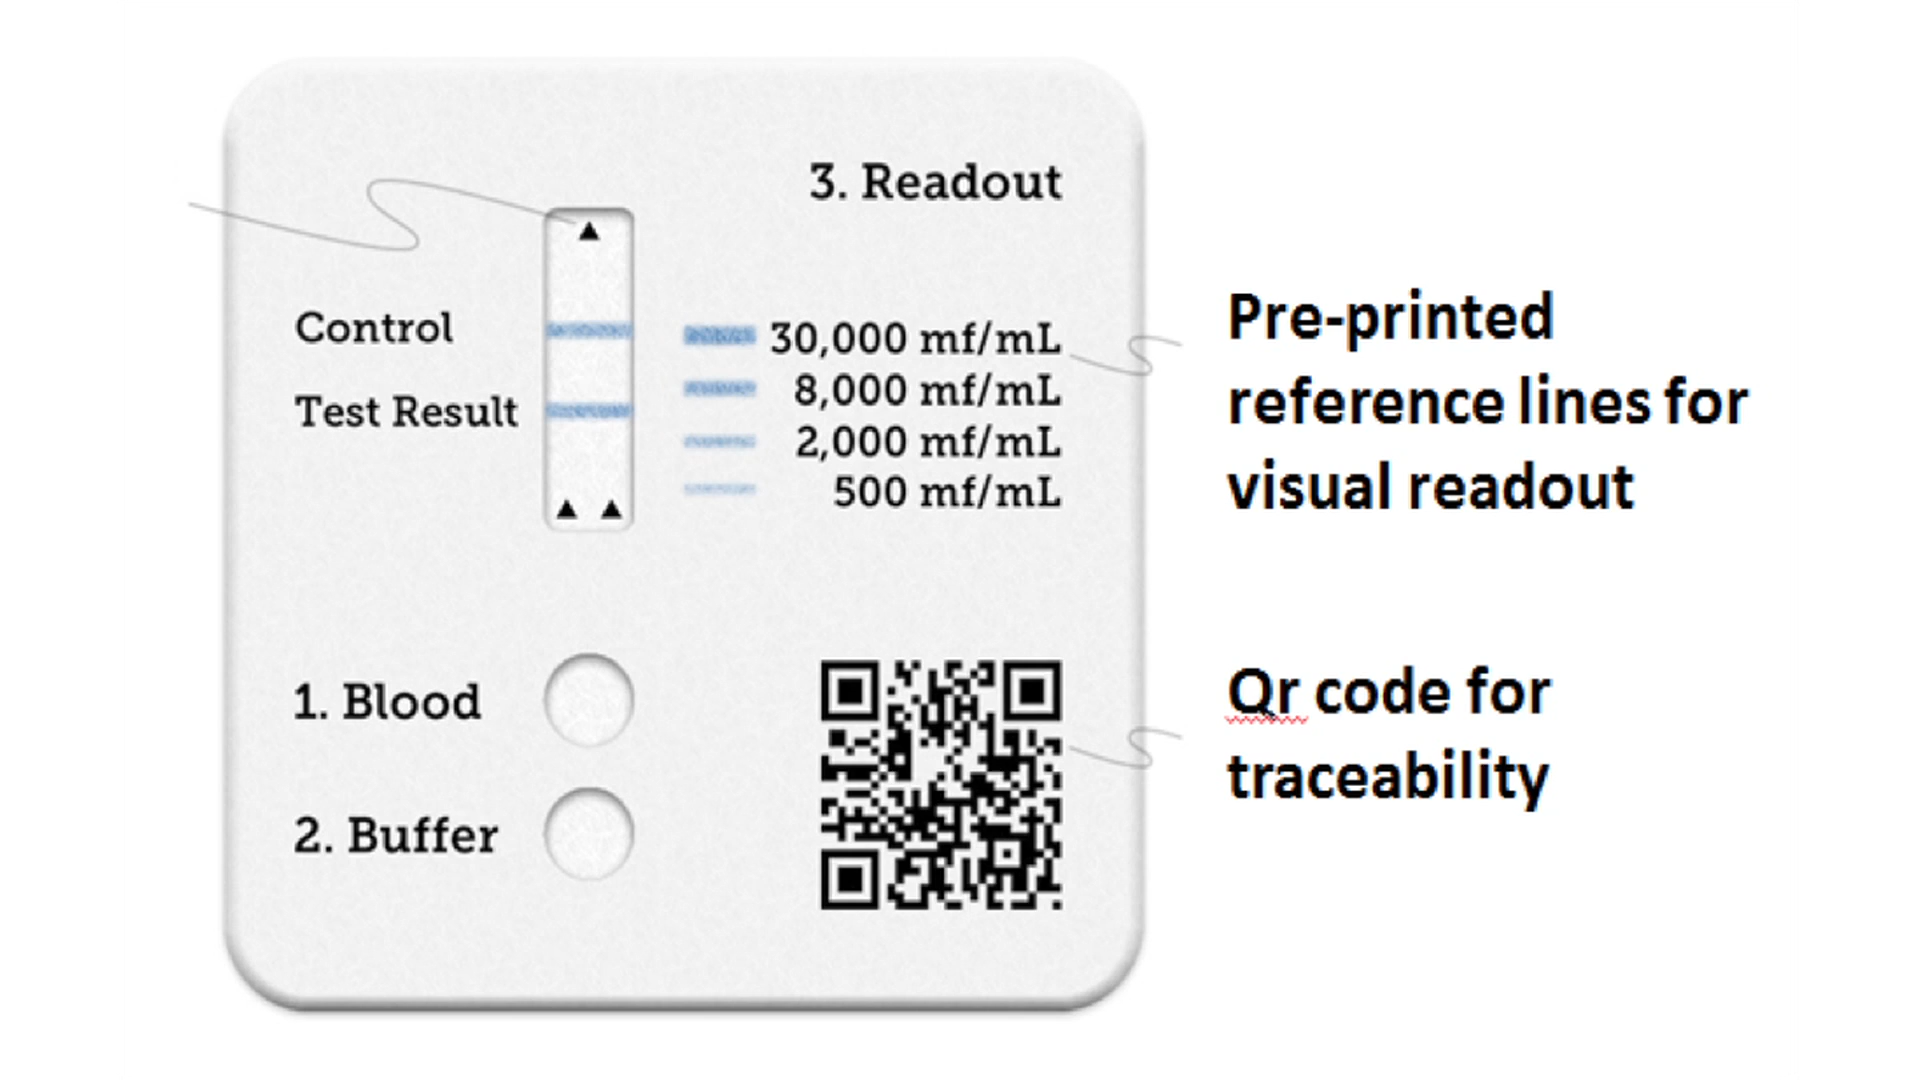 3. Readout
Control
Test Result
30,000 mf/mL
8,000 mf/mL
2,000 mf/mL
500 mf/mL
1. Blood
2. Buffer
Pre-printed
reference lines for
visual readout
Qr code for
traceability